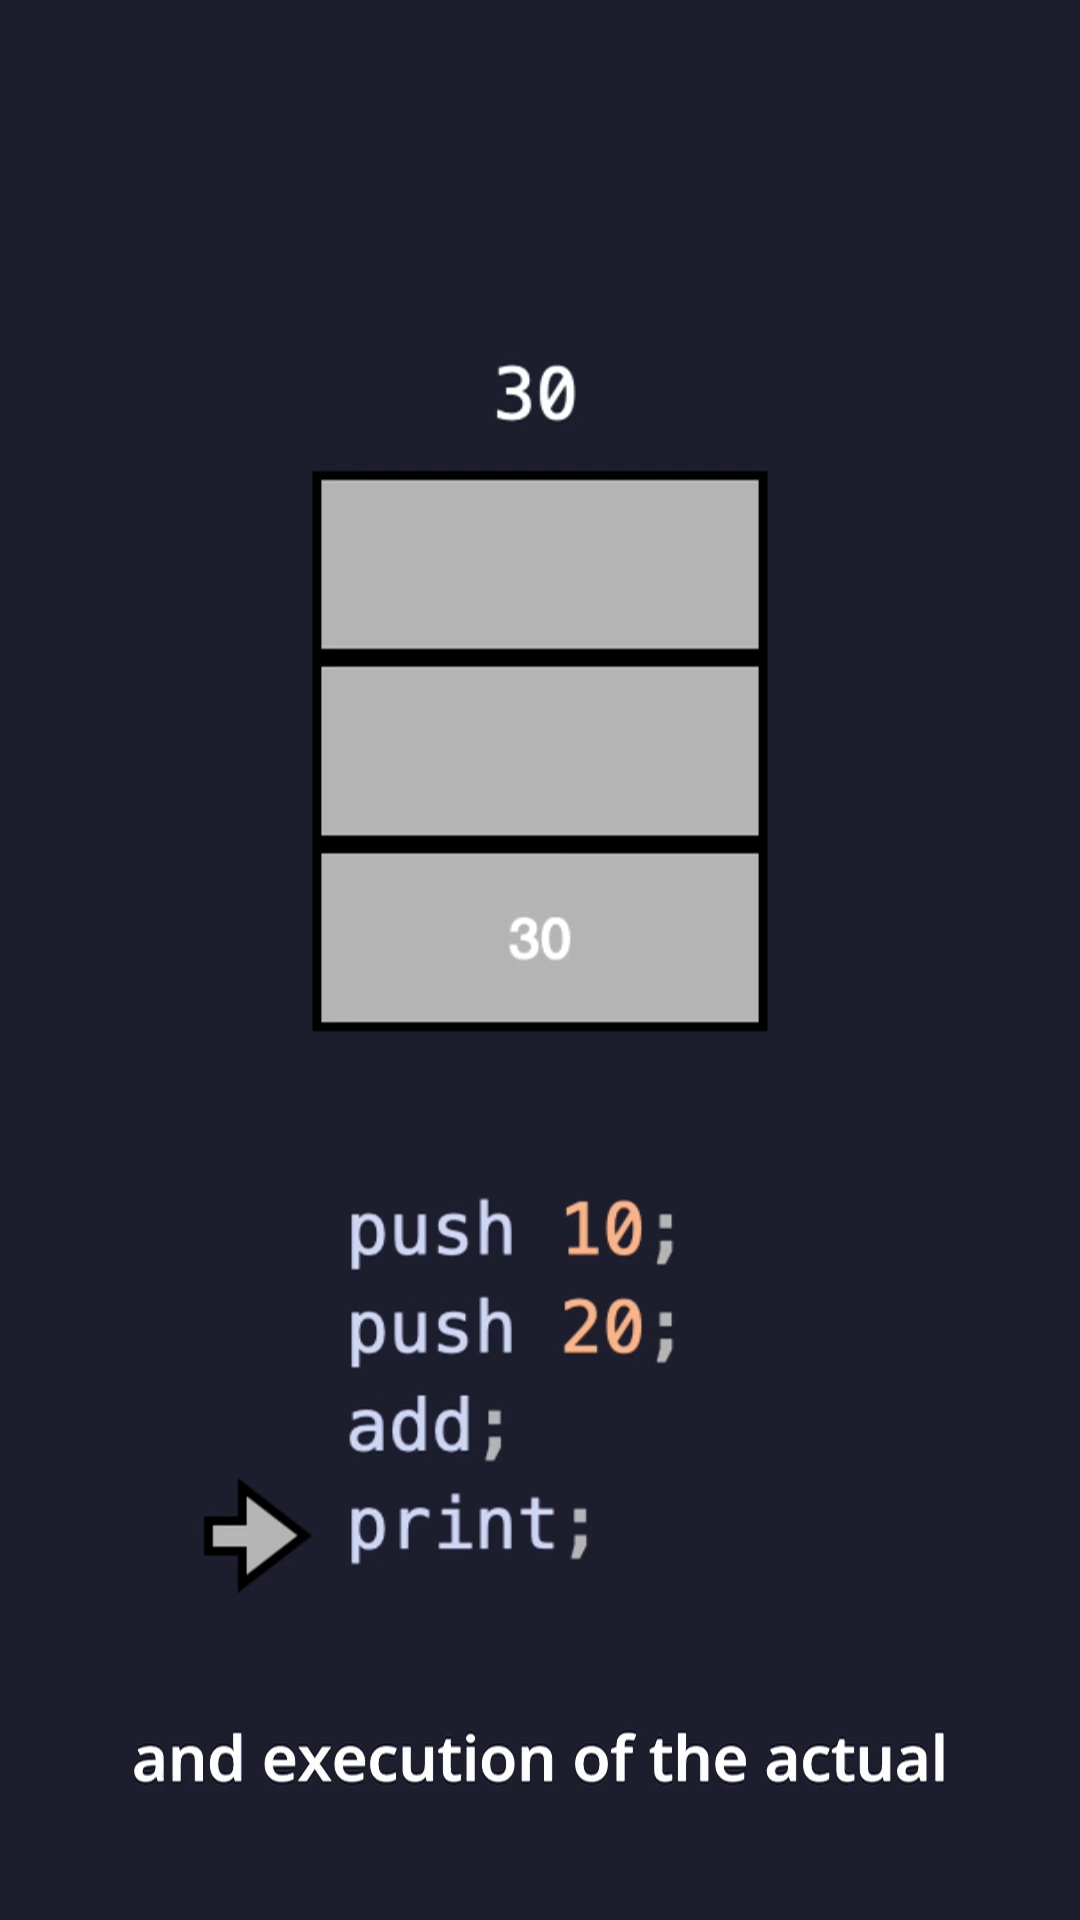 30
30
push 10;
push 20;
add;
print;
and execution of the actual